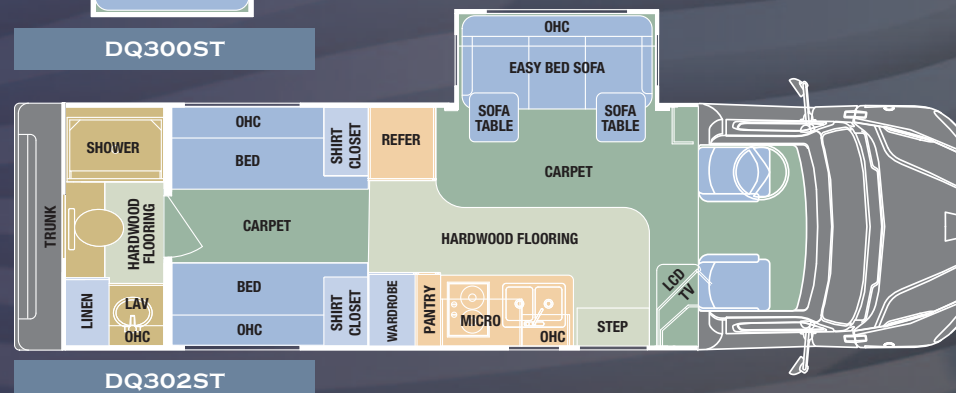 DQ300ST
OHC
EASY BED SOFA
SOFA
TABLE
SOFA
TABLE
SHOWER
OHC
BED
SHIRT
CLOSET
REFER
CARPET
TRUNK
HARDWOOD
FLOORING
CARPET
HARDWOOD FLOORING
LINEN
LAV
OHC
BED
OHC
SHIRT
CLOSET
WARDROBE
PANTRY
MICRO
OHC
STEP
LCD
TV
DQ302ST